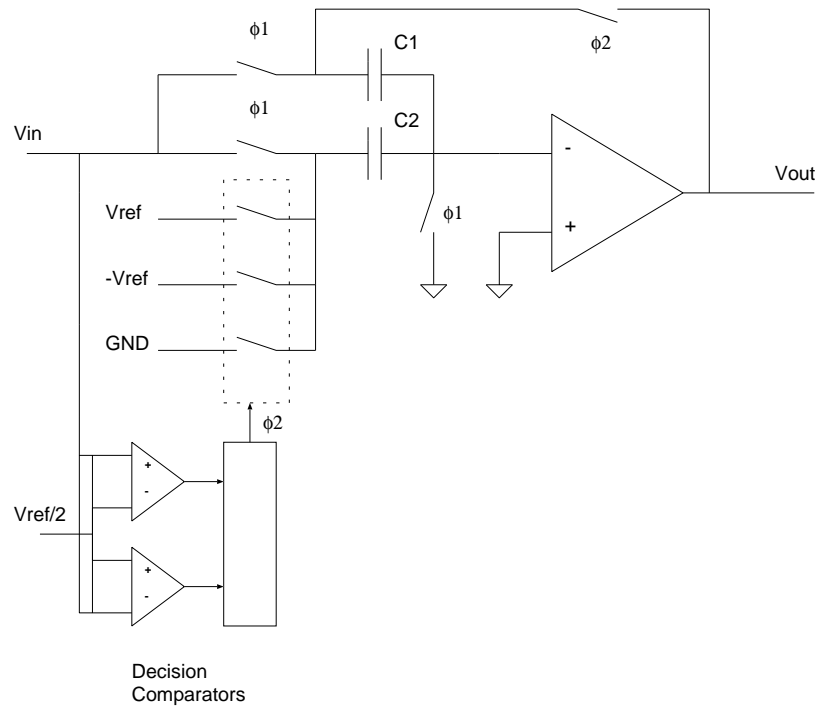 ϕ1
C1
ϕ2
ϕ1
C2
Vin
-
Vout
Vref
ϕ1
+
-Vref
GND
ϕ2
+
-
Vref/2
+
-
Decision
Comparators